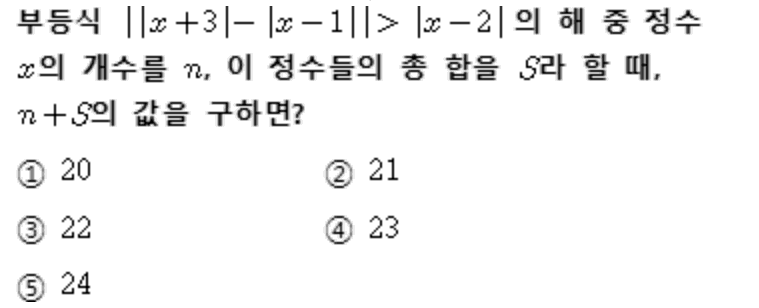 부등식 ||x+3|-|x-1||>|x-2|의 해 중 정수
x의 개수를 n, 이 정수들의 총 합을 S라 할 때,
n+S의 값을 구하면?
① 20 ② 21
③ 22 ④ 23
⑤ 24